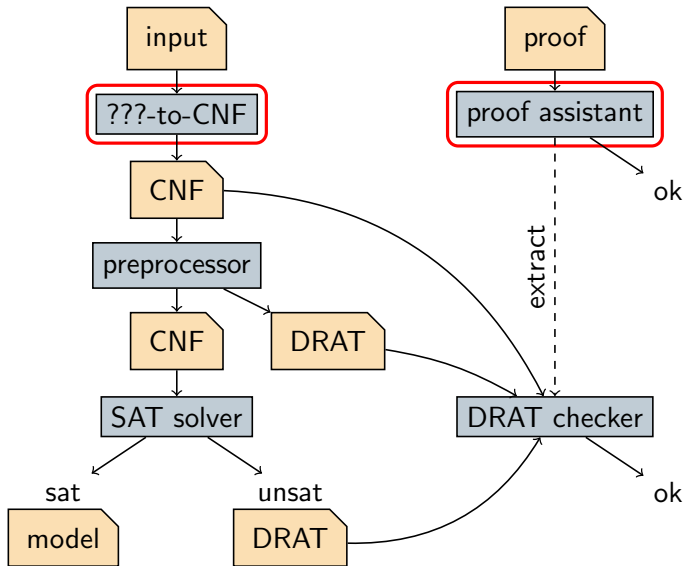 input
proof
???-to-CNF
proof assistant
CNF
ok
preprocessor
extract
CNF
DRAT
SAT solver
DRAT checker
sat
unsat
ok
model
DRAT